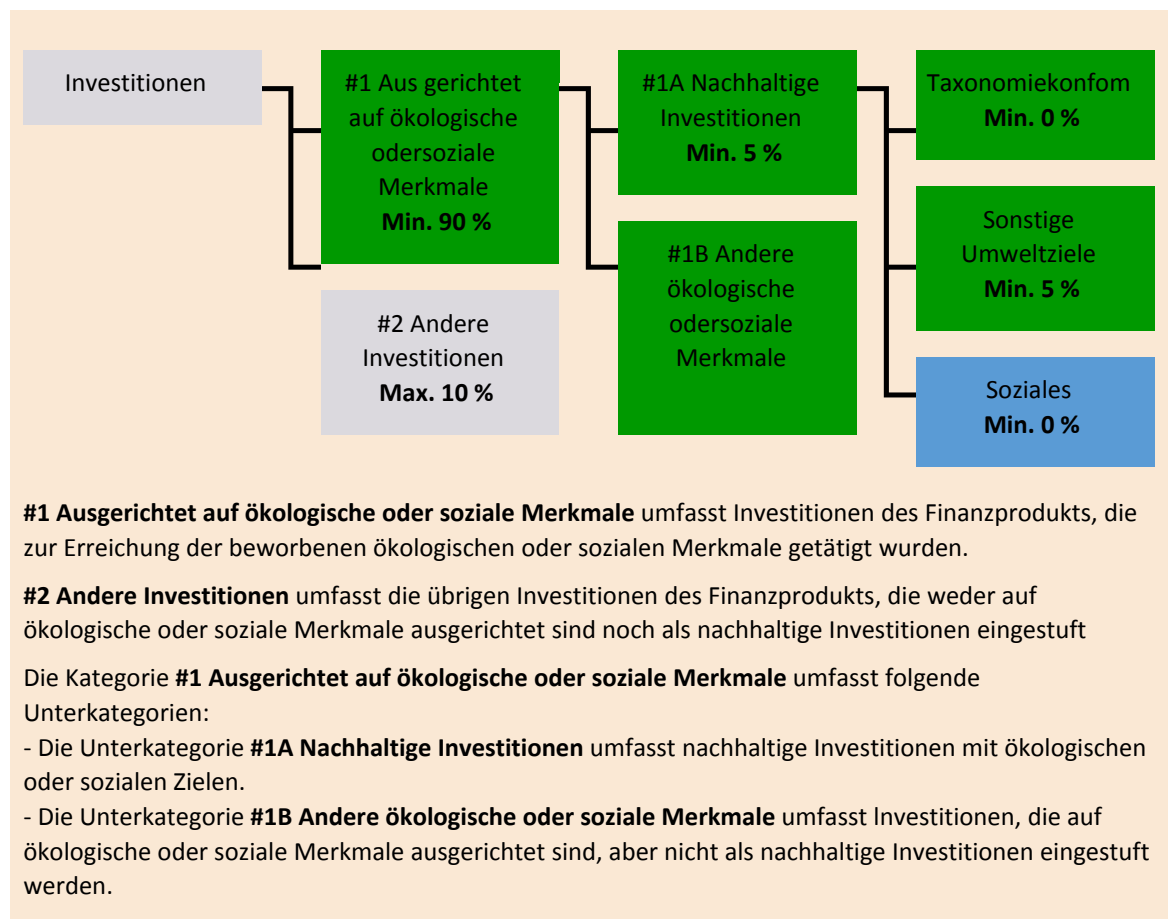 Investitionen
#1 Aus gerichtet
auf ökologische
odersoziale
Merkmale
Min. 90 %
#2 Andere
Investitionen
Max. 10 %
#1A Nachhaltige
Investitionen
Min. 5 %
#1B Andere
ökologische
odersoziale
Merkmale
Taxonomiekonfom
Min. 0 %
Sonstige
Umweltziele
Min. 5 %
Soziales
Min. 0 %
#1 Ausgerichtet auf ökologische oder soziale Merkmale umfasst Investitionen des Finanzprodukts, die
zur Erreichung der beworbenen ökologischen oder sozialen Merkmale getätigt wurden.
#2 Andere Investitionen umfasst die übrigen Investitionen des Finanzprodukts, die weder auf
ökologische oder soziale Merkmale ausgerichtet sind noch als nachhaltige Investitionen eingestuft
Die Kategorie #1 Ausgerichtet auf ökologische oder soziale Merkmale umfasst folgende
Unterkategorien:
- Die Unterkategorie #1A Nachhaltige Investitionen umfasst nachhaltige Investitionen mit ökologischen
oder sozialen Zielen.
- Die Unterkategorie #1B Andere ökologische oder soziale Merkmale umfasst lnvestitionen, die auf
ökologische oder soziale Merkmale ausgerichtet sind, aber nicht als nachhaltige Investitionen eingestuft
werden.